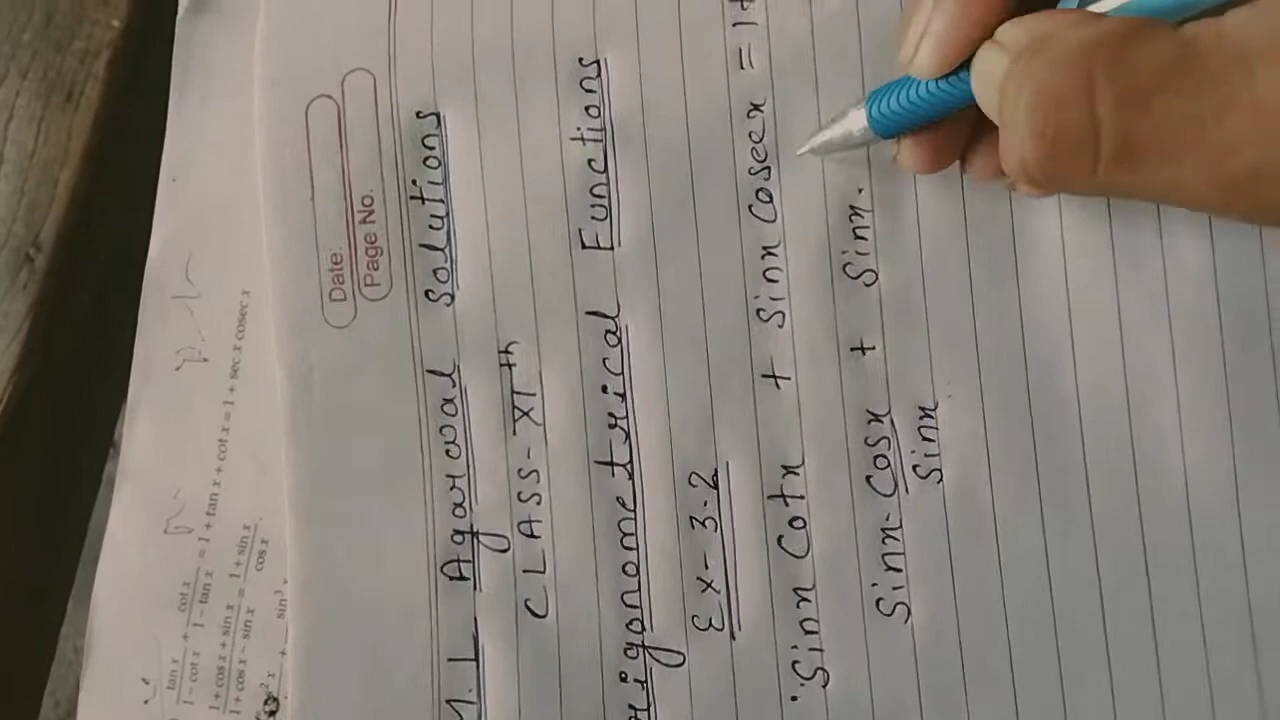 tan x / 1 - cot x + cot x / 1 - tan x = 1 + tan x + cot x = 1 + sec x cosec x
1 + cos x + sin x / 1 + cos x - sin x = 1 + sin x / cos x.
Date:
Page No.
M.L Agarwal Solutions
CLASS-XIth
rigonometrical Functions
Ex-3.2
Sinx Cotx + Sinx Cosecx = 1+
Sinx. Cosx / Sinx + Sinx.